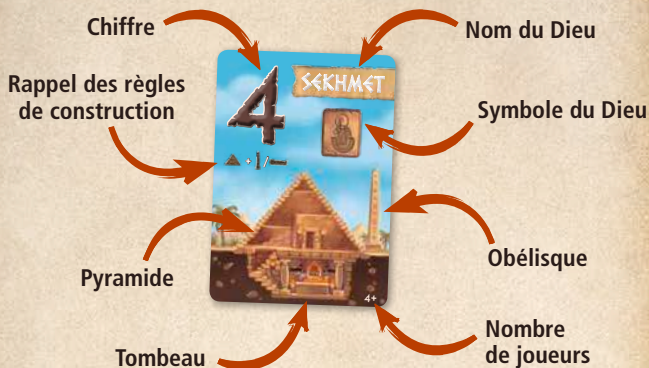 Chiffre
Nom du Dieu
4
SEKHMET
Rappel des règles
de construction
Symbole du Dieu
Pyramide
Obélisque
4+
Tombeau
Nombre
de joueurs